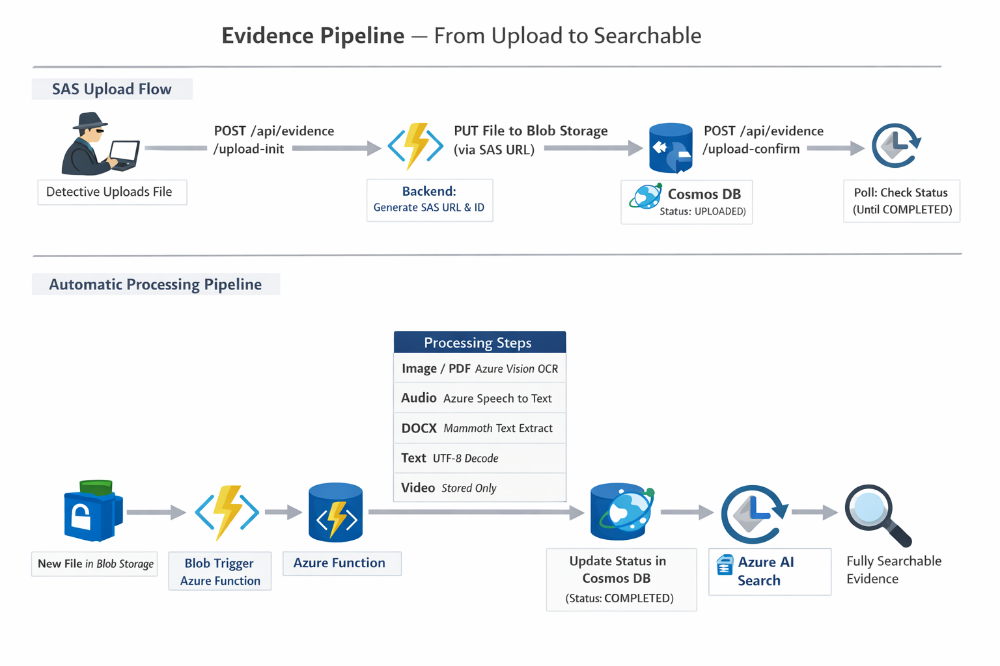 Evidence Pipeline — From Upload to Searchable
SAS Upload Flow
POST /api/evidence
/upload-init
PUT File to Blob Storage
(via SAS URL)
POST /api/evidence
/upload-confirm
Detective Uploads File
Backend:
Generate SAS URL & ID
Cosmos DB
Status: UPLOADED)
Poll: Check Status
(Until COMPLETED)
Automatic Processing Pipeline
Processing Steps
Image / PDF Azure Vision OCR
Audio Azure Speech to Text
DOCX Mammoth Text Extract
Text UTF-8 Decode
Video Stored Only
New File in Blob Storage
Blob Trigger
Azure Function
Azure Function
Update Status in
Cosmos DB
(Status: COMPLETED)
Azure AI
Search
Fully Searchable
Evidence